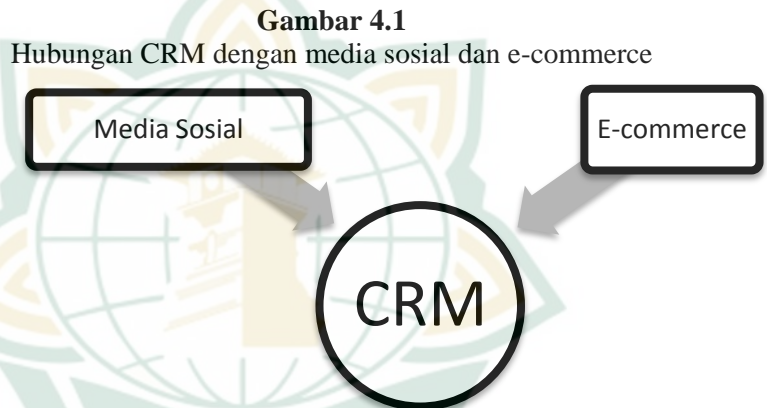 Gambar 4.1
Hubungan CRM dengan media sosial dan e-commerce
Media Sosial
E-commerce
CRM